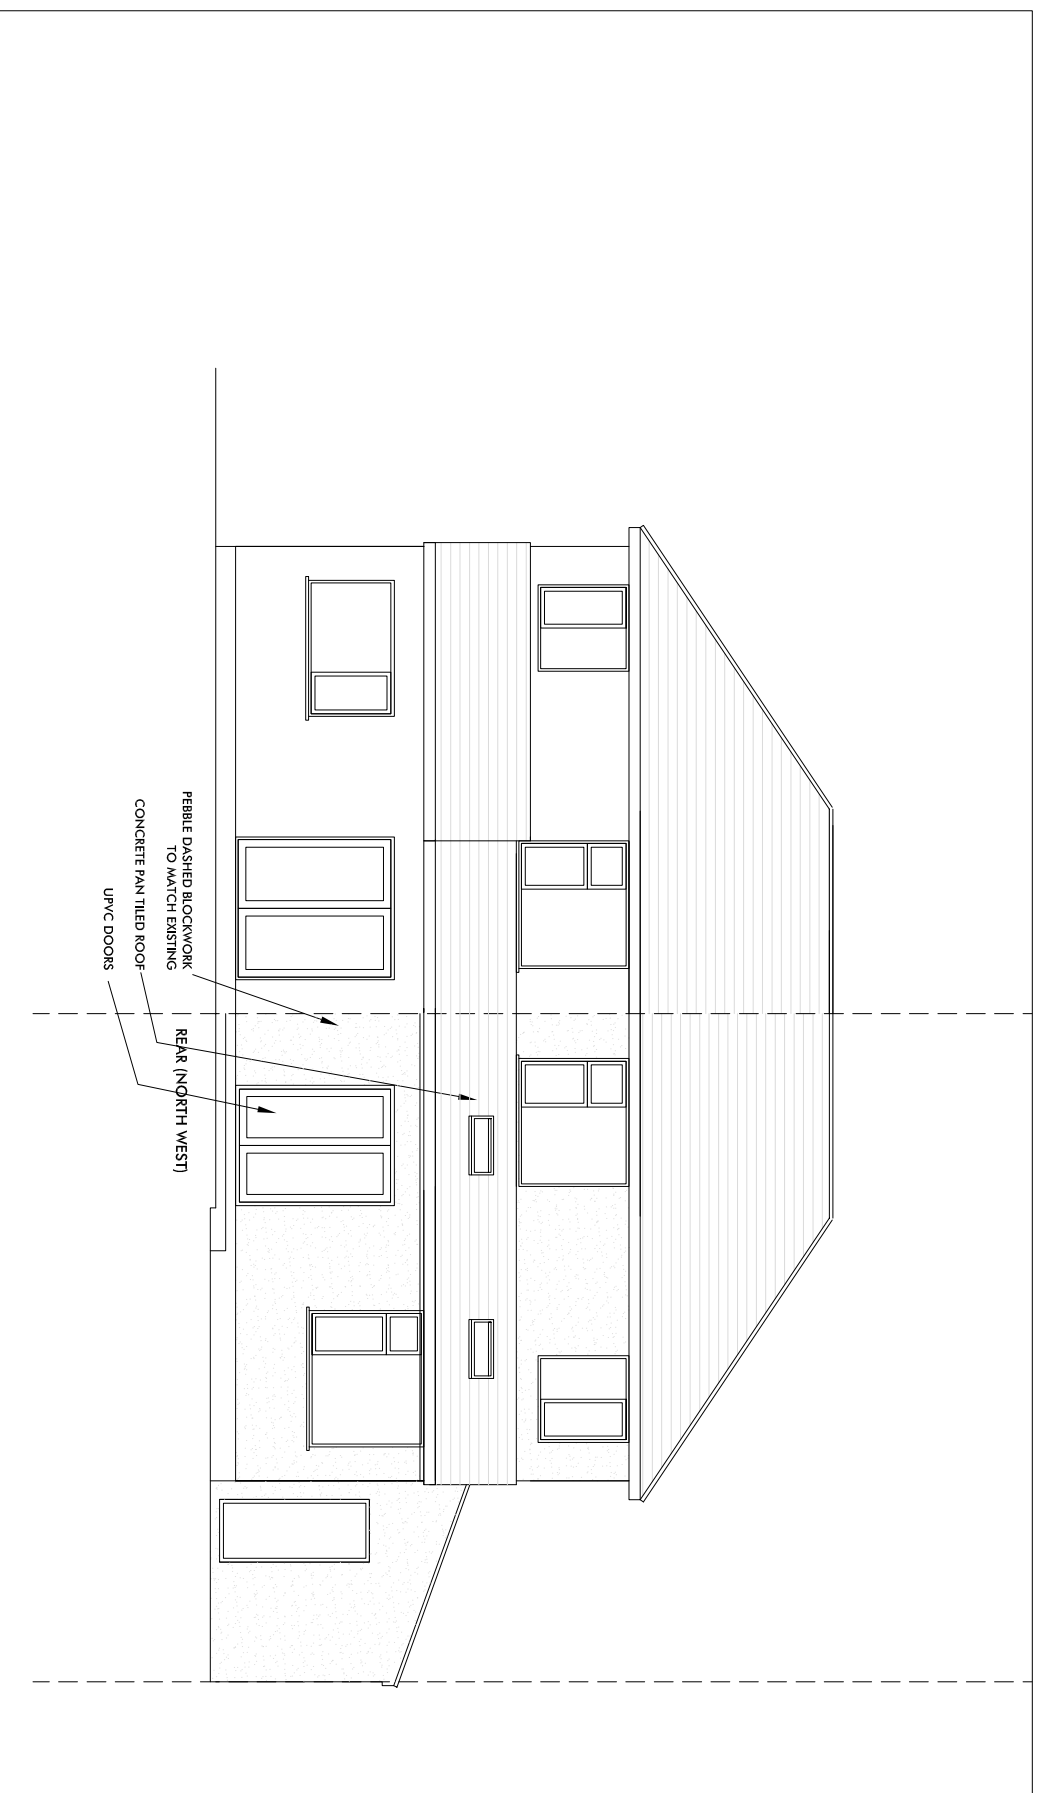 PEBBLE DASHED BLOCKWORK
TO MATCH EXISTING
CONCRETE PAN TILED ROOF
UPVC DOORS
REAR (NORTH WEST)